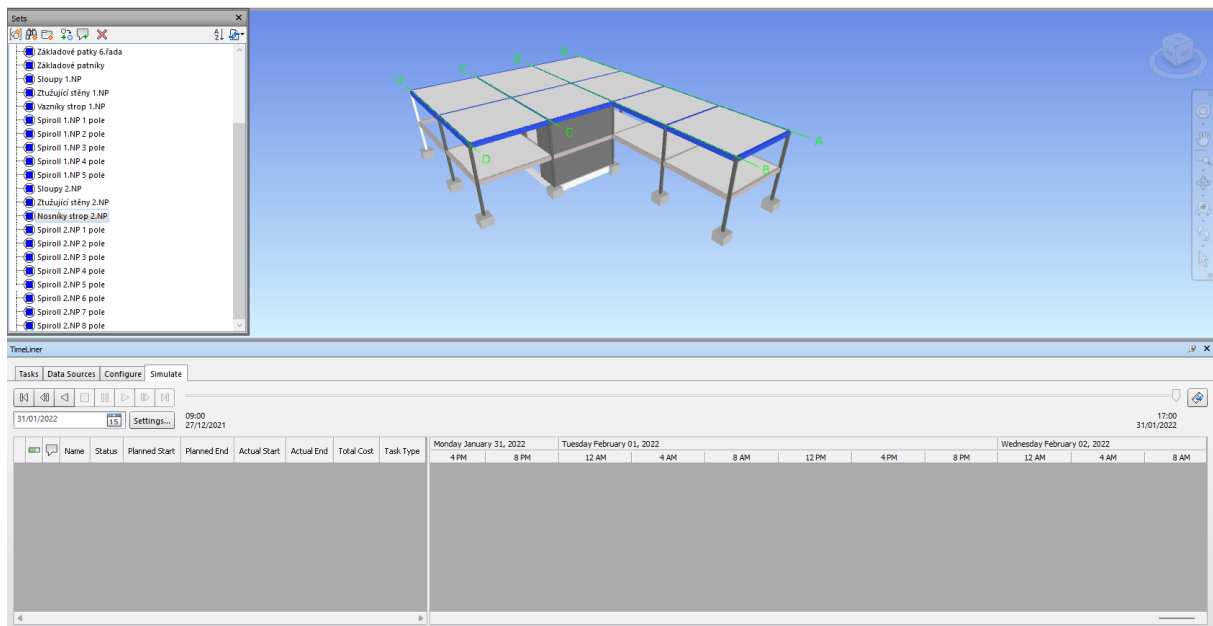 Sets
Základové patky 6.řada
Základové patníky
Sloupy 1.NP
Ztužující stěny 1.NP
Vazníky strop 1.NP
Spiroll 1.NP 1 pole
Spiroll 1.NP 2 pole
Spiroll 1.NP 3 pole
Spiroll 1.NP 4 pole
Spiroll 1.NP 5 pole
Sloupy 2.NP
Ztužující stěny 2.NP
Nosníky strop 2.NP
Spiroll 2.NP 1 pole
Spiroll 2.NP 2 pole
Spiroll 2.NP 3 pole
Spiroll 2.NP 4 pole
Spiroll 2.NP 5 pole
Spiroll 2.NP 6 pole
Spiroll 2.NP 7 pole
Spiroll 2.NP 8 pole
A
C
D
A
C
D
B
TimeLiner
Tasks Data Sources Configure Simulate
31/01/2022 15 Settings... 09:00 17:00
27/12/2021 31/01/2022
Name Status Planned Start Planned End Actual Start Actual End Total Cost Task Type
Monday January 31, 2022 Tuesday February 01, 2022 Wednesday February 02, 2022
4 PM 8 PM 12 AM 4 AM 8 AM 12 PM 4 PM 8 PM 12 AM 4 AM 8 AM